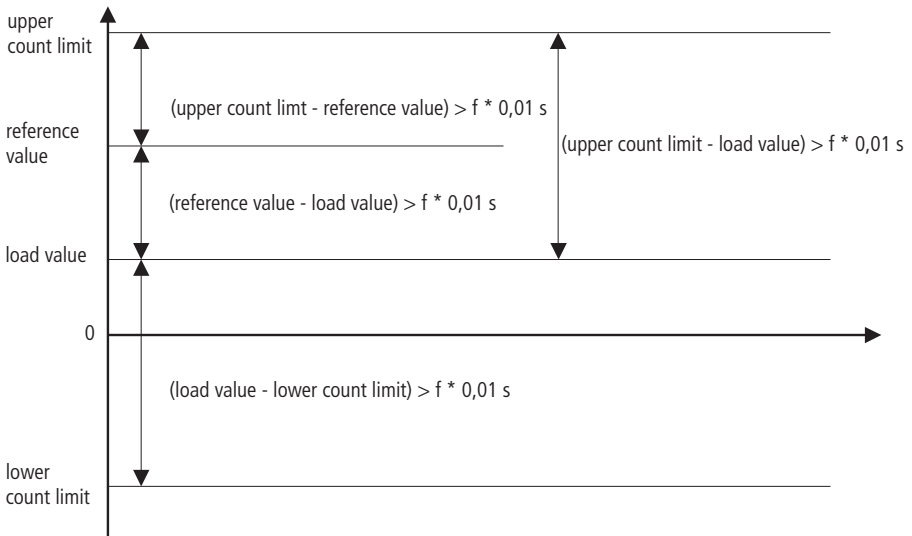 upper
count limit
(upper count limt - reference value) > f * 0,01 s
reference
value
(upper count limit - load value) > f * 0,01 s
(reference value - load value) > f * 0,01 s
load value
0
(load value - lower count limit) > f * 0,01 s
lower
count limit